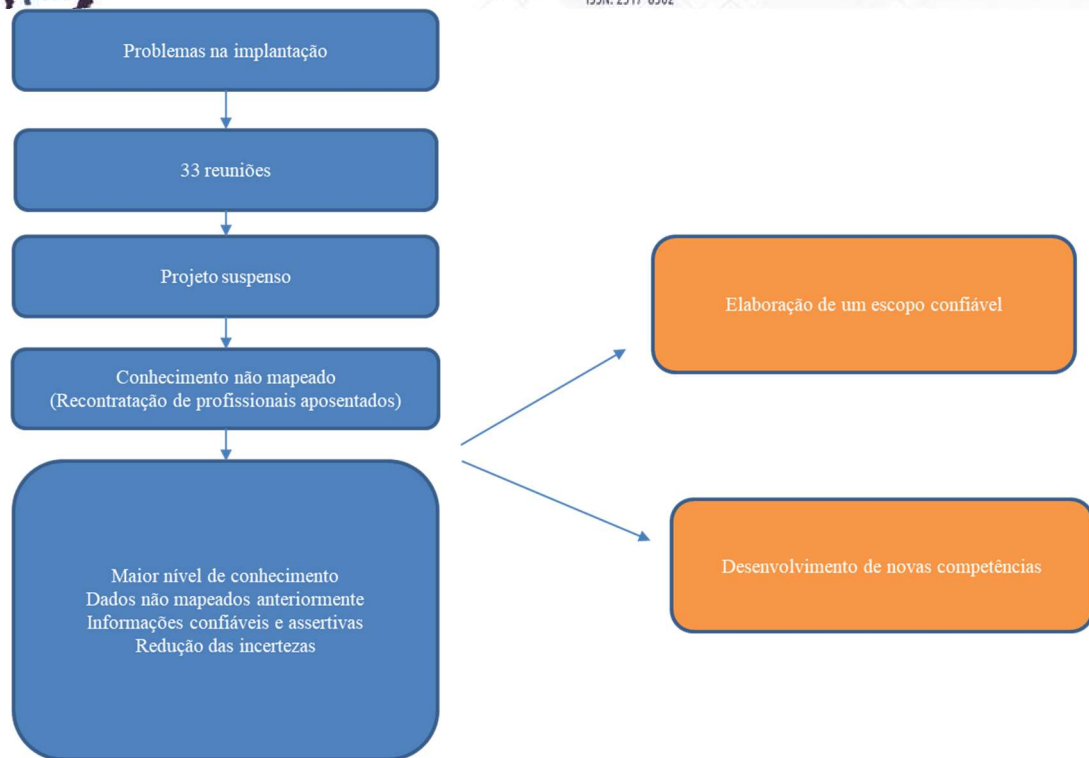 Problemas na implantação
33 reuniões
Projeto suspenso
Conhecimento não mapeado
(Recontratação de profissionais aposentados)
Maior nível de conhecimento
Dados não mapeados anteriormente
Informações confiáveis e assertivas
Redução das incertezas
Elaboração de um escopo confiável
Desenvolvimento de novas competências